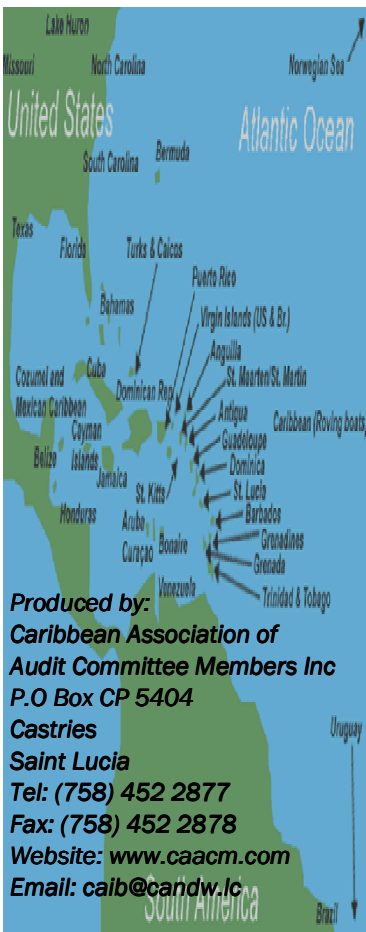 Lake Huron
Missouri
North Carolina
Norwegian Sea
United States
Atlantic Ocean
South Carolina
Bermuda
Texas
Florida
Turks & Caicos
Puerto Rico
Bahamas
Virgin Islands (US & Br.)
Anguilla
St. Maarten/St. Martin
Cuba
Cozumel and
Mexican Caribbean
Dominican Rep
Antigua
Caribbean (Roving boats)
Cayman
Islands
Guadeloupe
Belize
Jamaica
Dominica
St. Kitts
St. Lucia
Honduras
Barbados
Aruba
Curaçao
Bonaire
Grenadines
Grenada
Venezuela
Trinidad & Tobago
Produced by:
Caribbean Association of
Audit Committee Members Inc
P.O Box CP 5404
Castries
Saint Lucia
Tel: (758) 452 2877
Fax: (758) 452 2878
Website: www.caacm.com
Email: caib@candw.lc
South America
Uruguay
Brazil